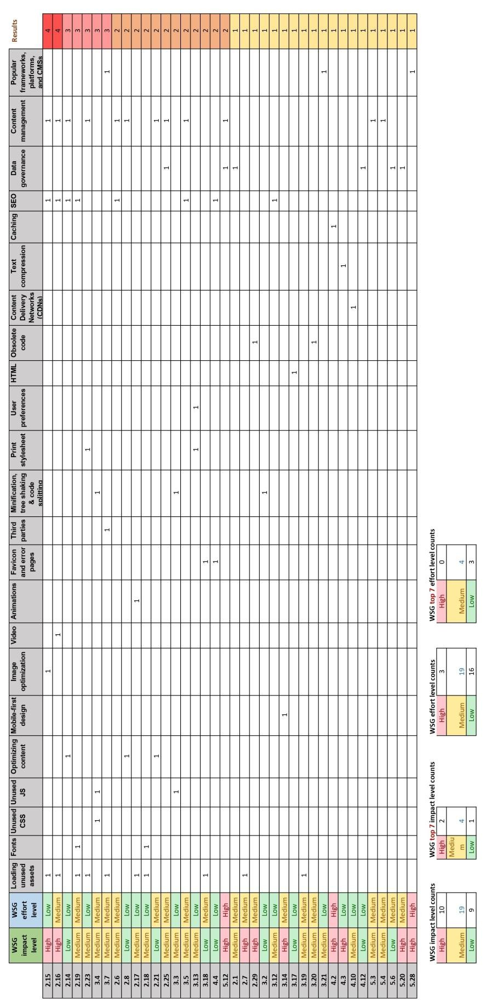 WSG impact level WSG effort level Loading unused assets Fonts Unused CSS Unused JS Optimizing content Mobile-first design Image optimization Video Animations Favicon and error pages Third parties Minification, tree shaking & code splitting Print stylesheet User preferences HTML Obsolete code Content Delivery Networks (CDNs) Text compression Caching SEO Data governance Content management Popular frameworks, platforms, and CMSs Results
2.15 High Low 1 1 1 1 4
2.16 High Medium 1 1 1 1 4
2.14 Low Low 1 1 1 3
2.19 Medium Medium 1 1 1 3
2.23 Medium Low 1 1 1 3
3.4 Medium Medium 1 1 1 3
3.7 Medium Medium 1 1 1 3
2.6 Medium Medium 1 1 2
2.8 Low Low 1 1 2
2.17 Medium Low 1 1 2
2.18 Medium Low 1 1 2
2.21 Low Medium 1 1 2
2.25 Medium Medium 1 1 2
3.3 Medium Low 1 1 2
3.5 Medium Medium 1 1 2
3.13 Medium Medium 1 1 2
3.18 Low Low 1 1 2
4.4 Low Low 1 1 2
5.12 High High 1 1 2
2.1 Medium Medium 1 1
2.7 High Medium 1 1
2.29 High Medium 1 1
3.2 Low Low 1 1
3.12 Medium Low 1 1
3.14 High Medium 1 1
3.17 Low Low 1 1
3.19 Medium Medium 1 1
3.20 Medium Medium 1 1
3.21 Medium Low 1 1
4.2 High High 1 1
4.3 High Low 1 1
4.10 Medium Low 1 1
4.12 Low Low 1 1
5.3 Medium Medium 1 1
5.4 Medium Medium 1 1
5.6 Low Medium 1 1
5.20 High Medium 1 1
5.28 High High 1 1
WSG impact level counts
High 10
Medium 19
Low 9
WSG top 7 impact level counts
High 2
Medium 4
Low 1
WSG effort level counts
High 3
Medium 19
Low 16
WSG top 7 effort level counts
High 0
Medium 4
Low 3